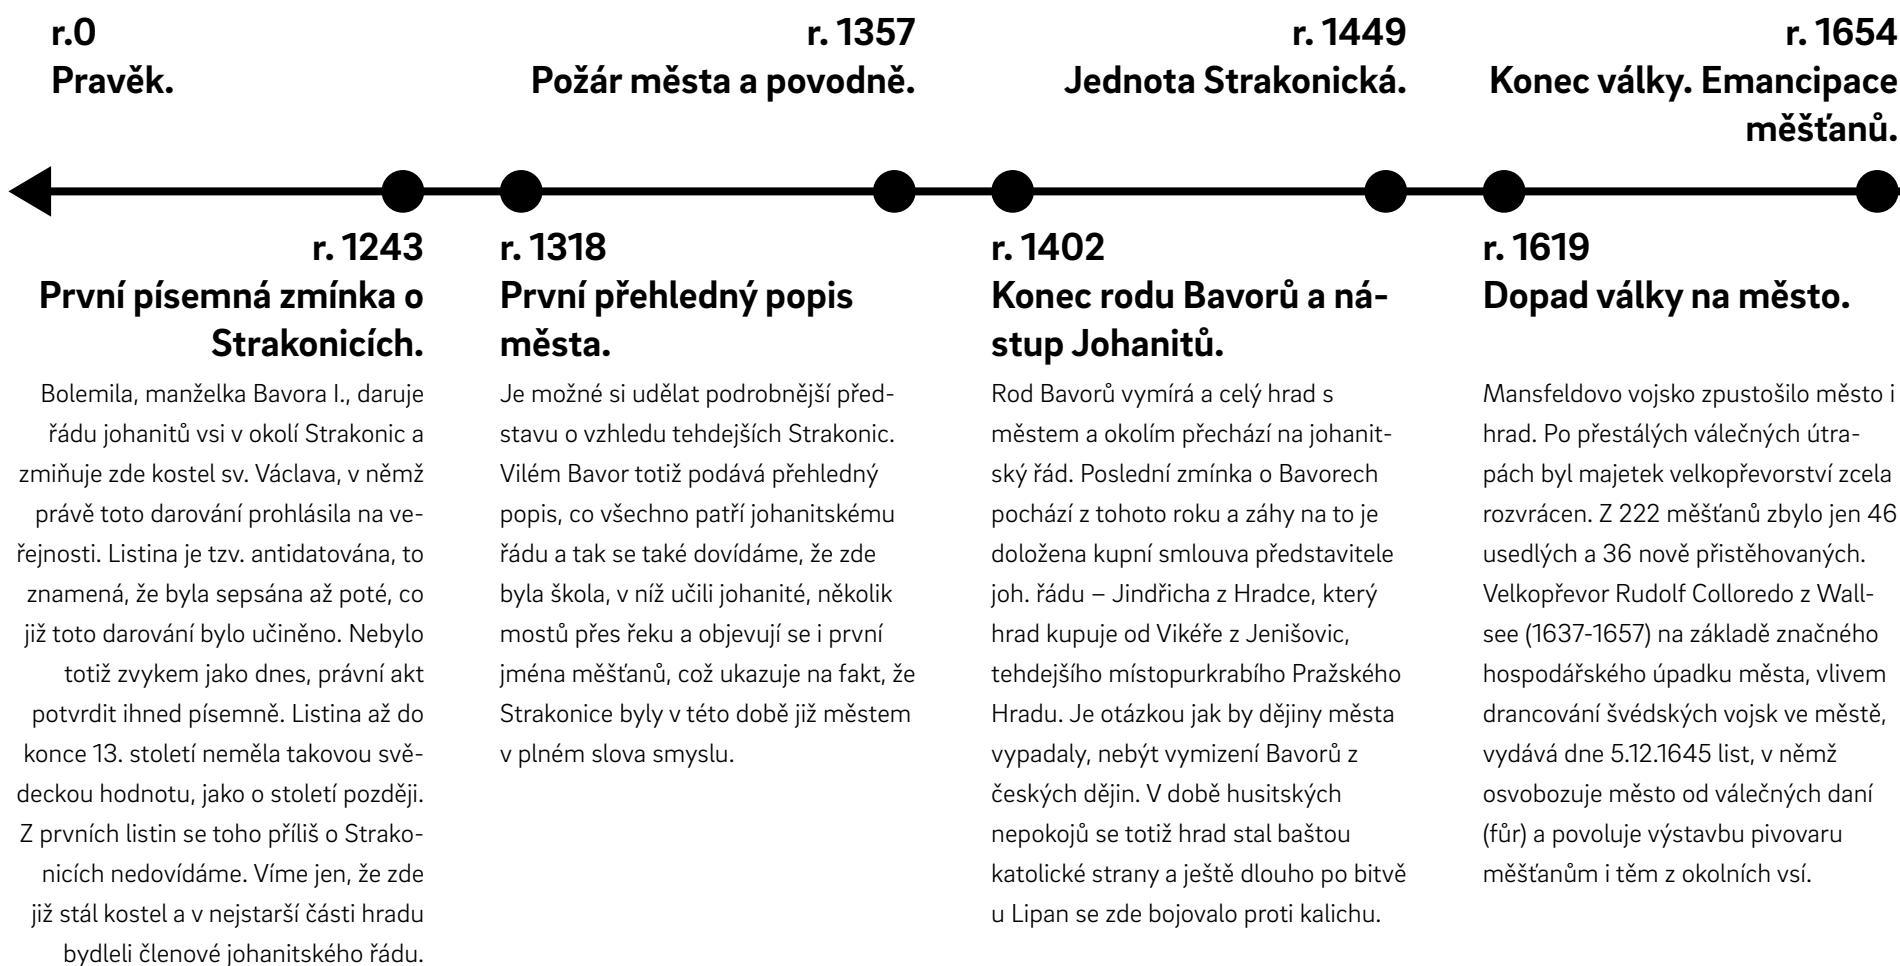 r.0
Pravěk.
r. 1243
První písemná zmínka o
Strakonicích.
Bolemila, manželka Bavora I., daruje
řádu johanitů vsi v okolí Strakonic a
zmiňuje zde kostel sv. Václava, v němž
právě toto darování prohlásila na ve-
řejnosti. Listina je tzv. antidatována, to
znamená, že byla sepsána až poté, co
již toto darování bylo učiněno. Nebylo
totiž zvykem jako dnes, právní akt
potvrdit ihned písemně. Listina až do
konce 13. století neměla takovou svě-
deckou hodnotu, jako o století později.
Z prvních listin se toho příliš o Strako-
nicích nedovídáme. Víme jen, že zde
již stál kostel a v nejstarší části hradu
bydleli členové johanitského řádu.
r. 1318
První přehledný popis
města.
Je možné si udělat podrobnější před-
stavu o vzhledu tehdejších Strakonic.
Vilém Bavor totiž podává přehledný
popis, co všechno patří johanitskému
řádu a tak se také dovídáme, že zde
byla škola, v níž učili johanité, několik
mostů přes řeku a objevují se i první
jména měšťanů, což ukazuje na fakt, že
Strakonice byly v této době již městem
v plném slova smyslu.
r. 1357
Požár města a povodně.
r. 1402
Konec rodu Bavorů a ná-
stup Johanitů.
Rod Bavorů vymírá a celý hrad s
městem a okolím přechází na johanit-
ský řád. Poslední zmínka o Bavorech
pochází z tohoto roku a záhy na to je
doložena kupní smlouva představitele
joh. řádu – Jindřicha z Hradce, který
hrad kupuje od Vikéře z Jenišovic,
tehdejšího místopurkrabího Pražského
Hradu. Je otázkou jak by dějiny města
vypadaly, nebýt vymizení Bavorů z
českých dějin. V době husitských
nepokojů se totiž hrad stal baštou
katolické strany a ještě dlouho po bitvě
u Lipan se zde bojovalo proti kalichu.
r. 1449
Jednota Strakonická.
r. 1619
Dopad války na město.
Mansfeldovo vojsko zpustošilo město i
hrad. Po přestálých válečných útra-
pách byl majetek velkopřevorství zcela
rozvrácen. Z 222 měšťanů zbylo jen 46
usedlých a 36 nově přistěhovaných.
Velkopřevor Rudolf Colloredo z Wall-
see (1637-1657) na základě značného
hospodářského úpadku města, vlivem
drancování švédských vojsk ve městě,
vydává dne 5.12.1645 list, v němž
osvobozuje město od válečných daní
(fůr) a povoluje výstavbu pivovaru
měšťanům i těm z okolních vsí.
r. 1654
Konec války. Emancipace
měšťanů.